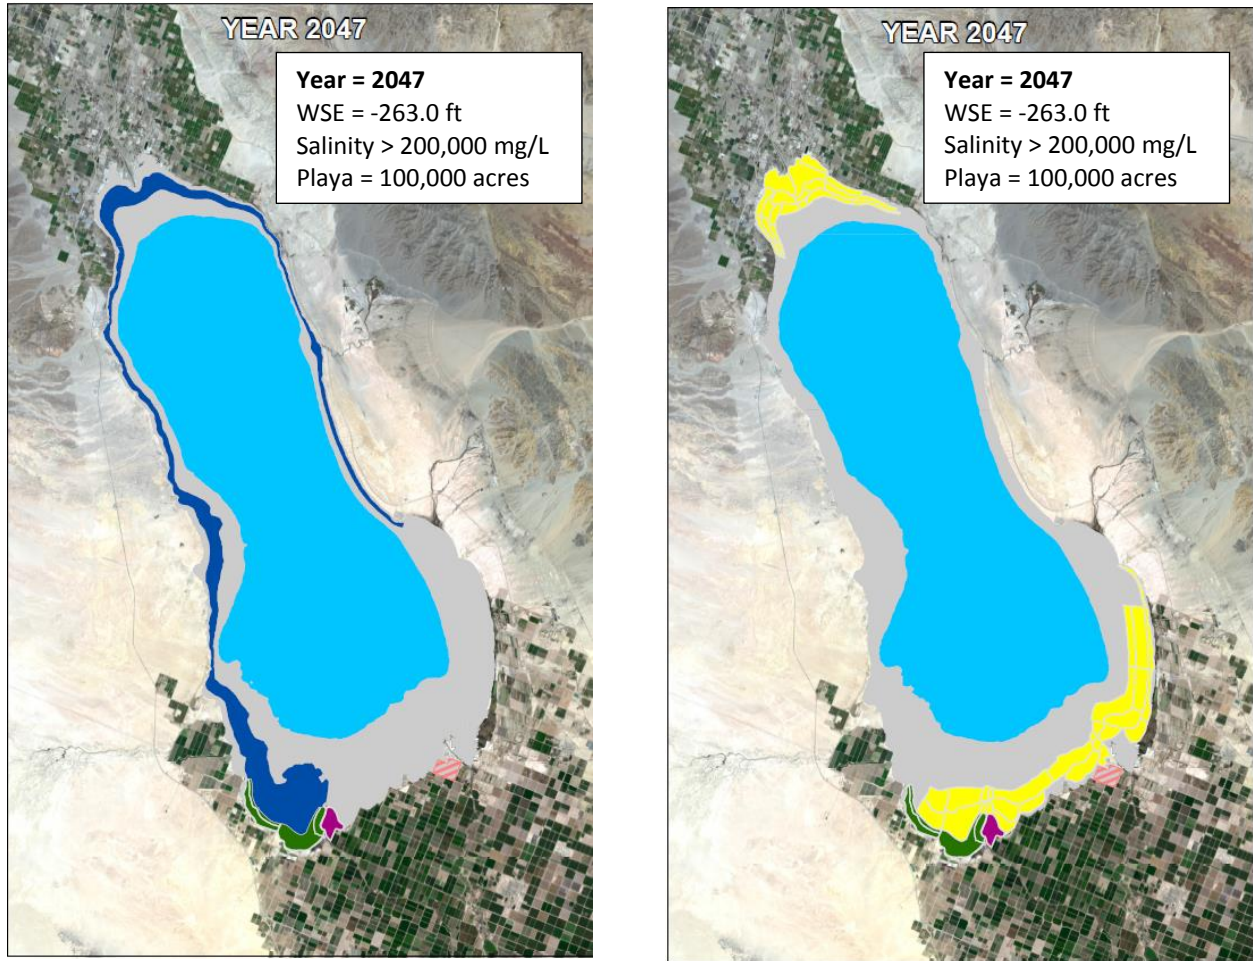 YEAR 2047
Year = 2047
WSE = -263.0 ft
Salinity > 200,000 mg/L
Playa = 100,000 acres
YEAR 2047
Year = 2047
WSE = -263.0 ft
Salinity > 200,000 mg/L
Playa = 100,000 acres